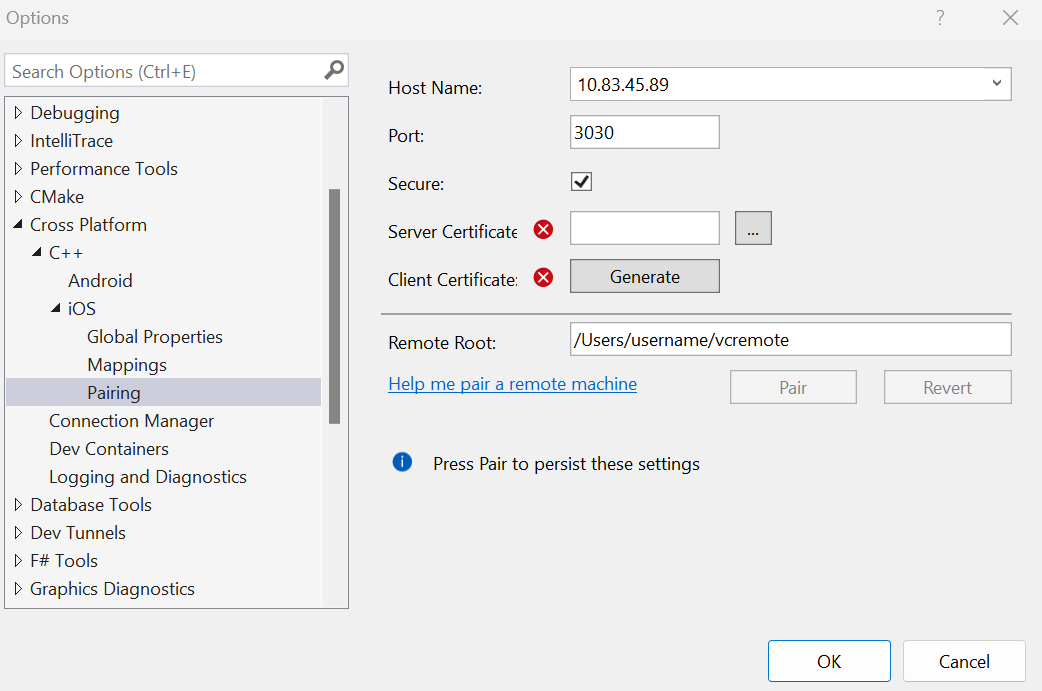 Options
?
Search Options (Ctrl+E)
Debugging
IntelliTrace
Performance Tools
CMake
Cross Platform
C++
Android
iOS
Global Properties
Mappings
Pairing
Connection Manager
Dev Containers
Logging and Diagnostics
Database Tools
Dev Tunnels
F# Tools
Graphics Diagnostics
Host Name: 10.83.45.89
Port: 3030
Secure:
Server Certificate ...
Client Certificate: Generate
Remote Root: /Users/username/vcremote
Help me pair a remote machine Pair Revert
Press Pair to persist these settings
OK Cancel